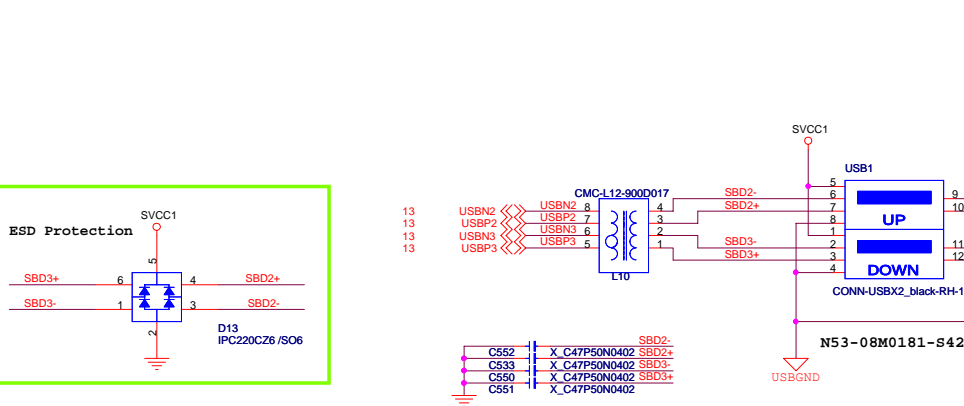 SVCC1
USB1
CMC-L12-900D017
SBD2-
5
6
9
13
USBN2
USBN2
8
4
SBD2+
7
10
13
USBP2
USBP2
7
3
8
UP
13
USBN3
USBN3
6
2
1
13
USBP3
USBP3
5
1
SBD3-
2
11
SBD3+
3
12
L10
4
DOWN
CONN-USBX2_black-RH-1
N53-08M0181-S42
USBGND
SVCC1
ESD Protection
5
SBD3+
6
4
SBD2+
SBD3-
1
3
SBD2-
2
D13
IPC220CZ6 /SO6
SBD2-
C552
X_C47P50N0402
SBD2+
C533
X_C47P50N0402
SBD3-
C550
X_C47P50N0402
SBD3+
C551
X_C47P50N0402